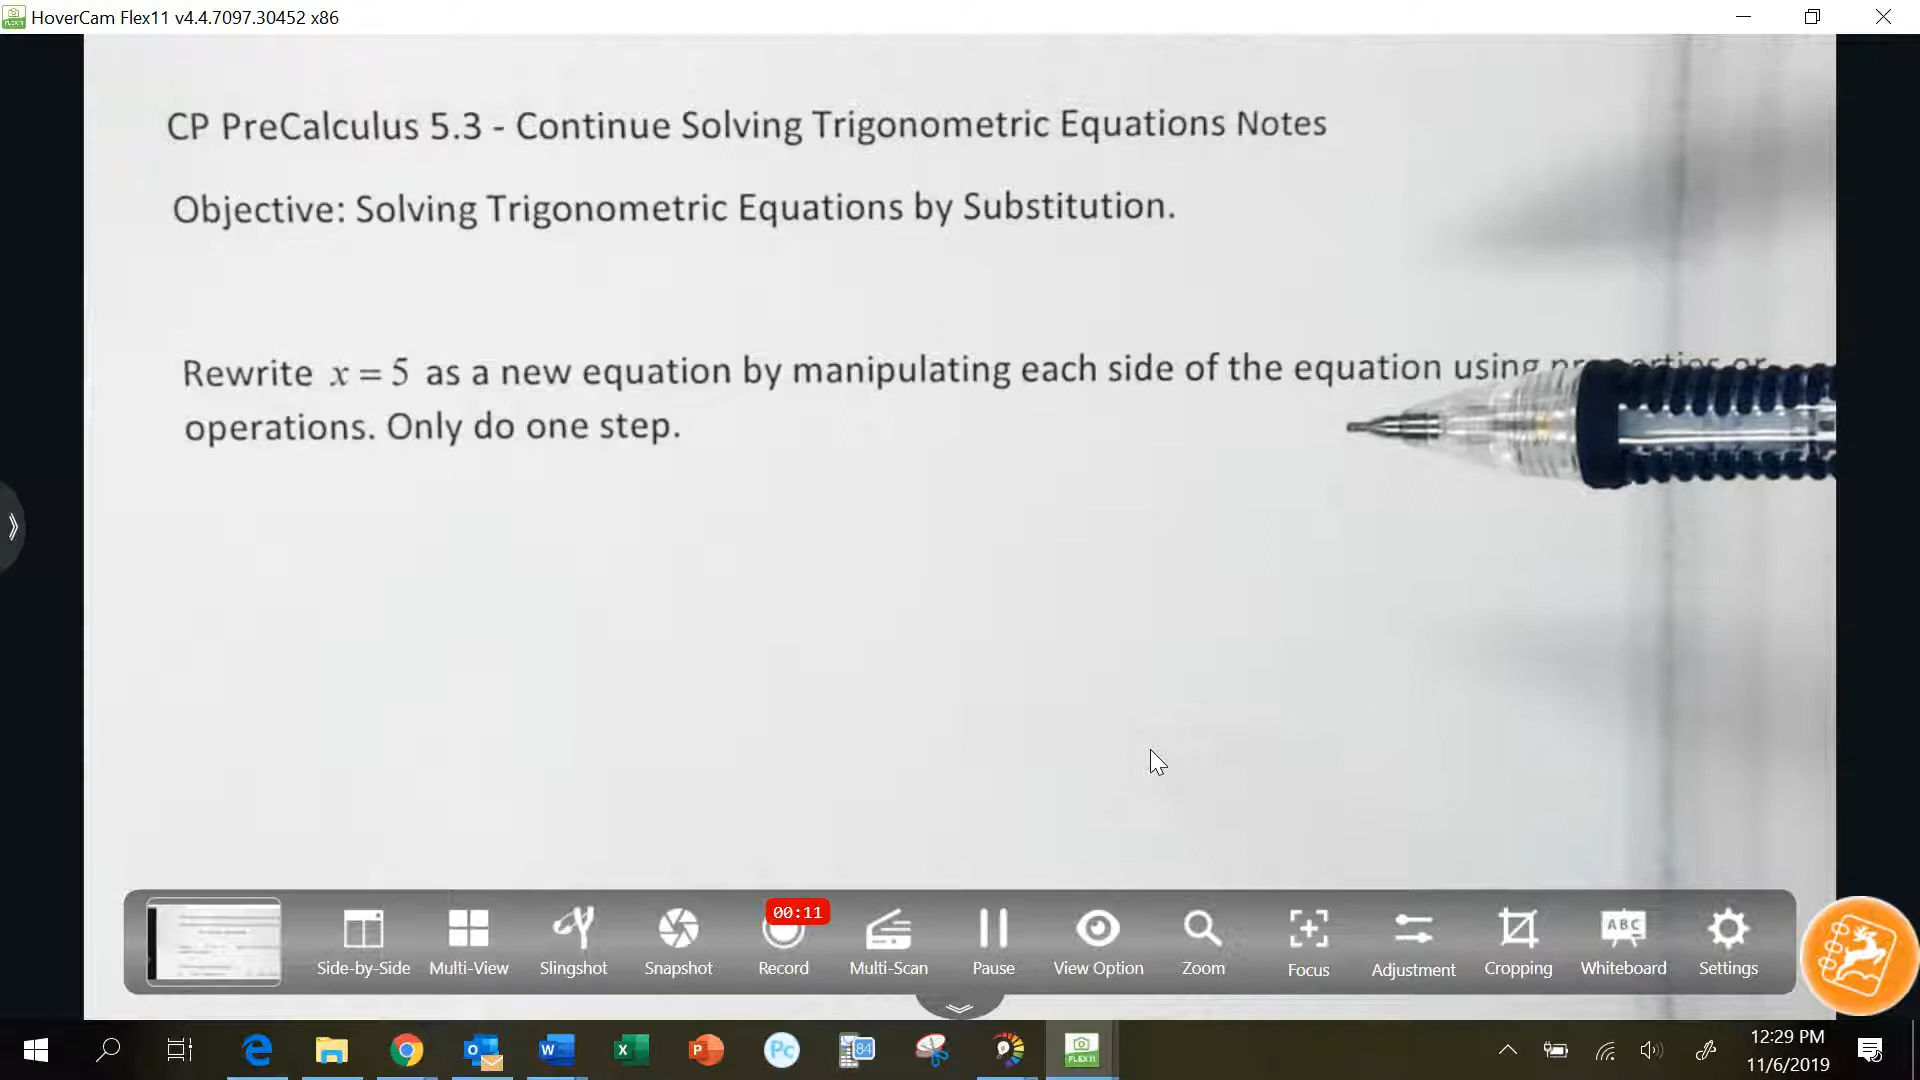 HoverCam Flex11 v4.4.7097.30452 x86
CP PreCalculus 5.3 - Continue Solving Trigonometric Equations Notes
Objective: Solving Trigonometric Equations by Substitution.
Rewrite x = 5 as a new equation by manipulating each side of the equation using
operations. Only do one step.
00:11
Side-by-Side Multi-View Slingshot Snapshot Record Multi-Scan Pause View Option Zoom Focus Adjustment Cropping ABC Whiteboard Settings
84
FLEX11
12:29 PM
11/6/2019